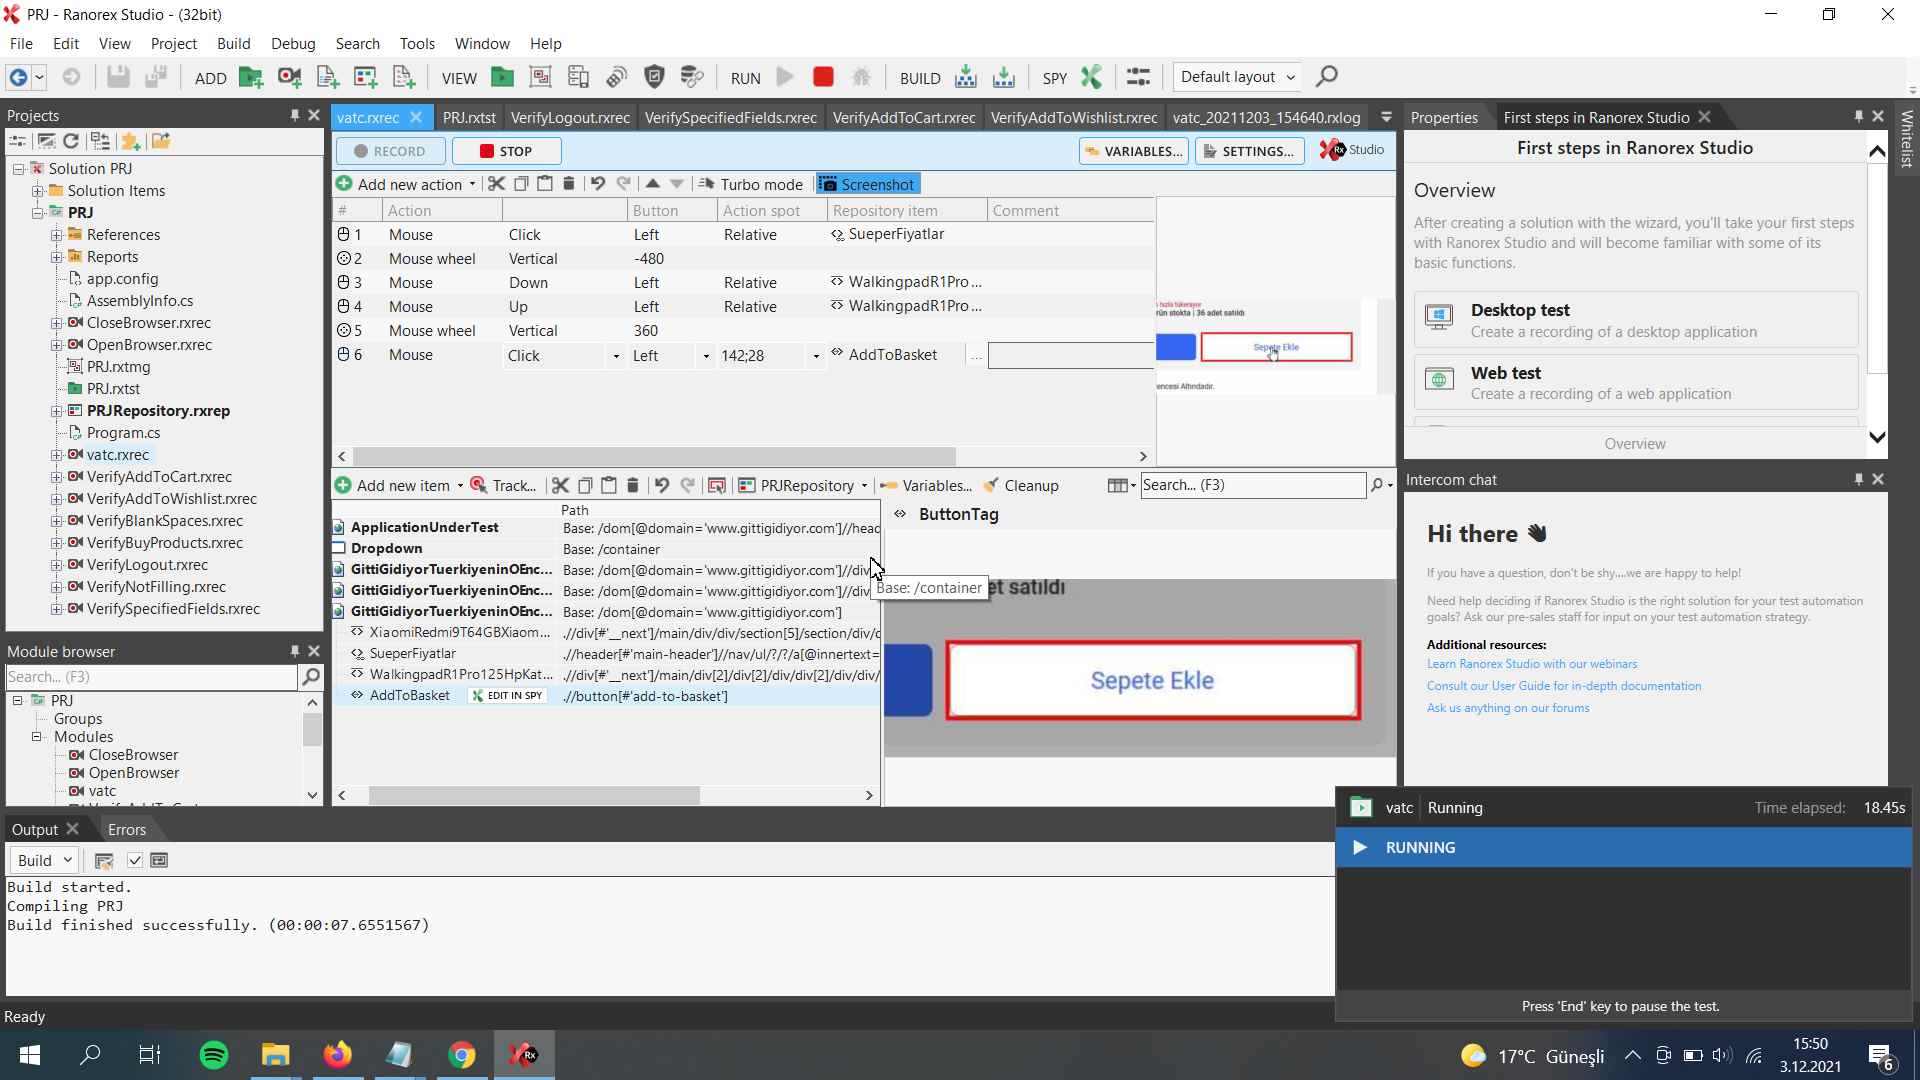 PRJ - Ranorex Studio - (32bit)
File Edit View Project Build Debug Search Tools Window Help
ADD VIEW RUN BUILD SPY Default layout
Projects
Solution PRJ
Solution Items
PRJ
References
Reports
app.config
AssemblyInfo.cs
CloseBrowser.rxrec
OpenBrowser.rxrec
PRJ.rxtmg
PRJ.rxtst
PRJRepository.rxrep
Program.cs
vatc.rxrec
VerifyAddToCart.rxrec
VerifyAddToWishlist.rxrec
VerifyBlankSpaces.rxrec
VerifyBuyProducts.rxrec
VerifyLogout.rxrec
VerifyNotFilling.rxrec
VerifySpecifiedFields.rxrec
Module browser
Search... (F3)
PRJ
Groups
Modules
CloseBrowser
OpenBrowser
vatc
vatc.rxrec PRJ.rxtst VerifyLogout.rxrec VerifySpecifiedFields.rxrec VerifyAddToCart.rxrec VerifyAddToWishlist.rxrec vatc_20211203_154640.rxlog
RECORD STOP VARIABLES... SETTINGS... Rx Studio
Add new action Turbo mode Screenshot
# Action Button Action spot Repository item Comment
1 Mouse Click Left Relative SueperFiyatlar
2 Mouse wheel Vertical -480
3 Mouse Down Left Relative WalkingpadR1Pro...
4 Mouse Up Left Relative WalkingpadR1Pro...
5 Mouse wheel Vertical 360
6 Mouse Click Left 142;28 AddToBasket ...
hızla tükeniyor
rün stokta | 36 adet satıldı
Sepete Ekle
encesi Altındadır.
Add new item Track... PRJRepository Variables... Cleanup Search... (F3)
Path
ApplicationUnderTest Base: /dom[@domain='www.gittigidiyor.com']//head
Dropdown Base: /container
GittiGidiyorTuerkiyeninOEnc... Base: /dom[@domain='www.gittigidiyor.com']//div
GittiGidiyorTuerkiyeninOEnc... Base: /dom[@domain='www.gittigidiyor.com']//div
GittiGidiyorTuerkiyeninOEnc... Base: /dom[@domain='www.gittigidiyor.com']
XiaomiRedmi9T64GBXiaom... .//div[#'__next']/main/div/div/section[5]/section/div/d
SueperFiyatlar .//header[#'main-header']//nav/ul/?/?/a[@innertext=
WalkingpadR1Pro125HpKat... .//div[#'__next']/main/div[2]/div[2]/div/div[2]/div/div/
AddToBasket EDIT IN SPY .//button[#'add-to-basket']
Base: /container
ButtonTag
et satıldı
Sepete Ekle
Properties First steps in Ranorex Studio
Whitelist
First steps in Ranorex Studio
Overview
After creating a solution with the wizard, you'll take your first steps
with Ranorex Studio and will become familiar with some of its
basic functions.
Desktop test
Create a recording of a desktop application
Web test
Create a recording of a web application
Overview
Intercom chat
Hi there
If you have a question, don't be shy....we are happy to help!
Need help deciding if Ranorex Studio is the right solution for your test automation
goals? Ask our pre-sales staff for input on your test automation strategy.
Additional resources:
Learn Ranorex Studio with our webinars
Consult our User Guide for in-depth documentation
Ask us anything on our forums
vatc Running Time elapsed: 18.45s
RUNNING
Press 'End' key to pause the test.
Output Errors
Build
Build started.
Compiling PRJ
Build finished successfully. (00:00:07.6551567)
Ready
Rx
17°C Güneşli
15:50
3.12.2021
6